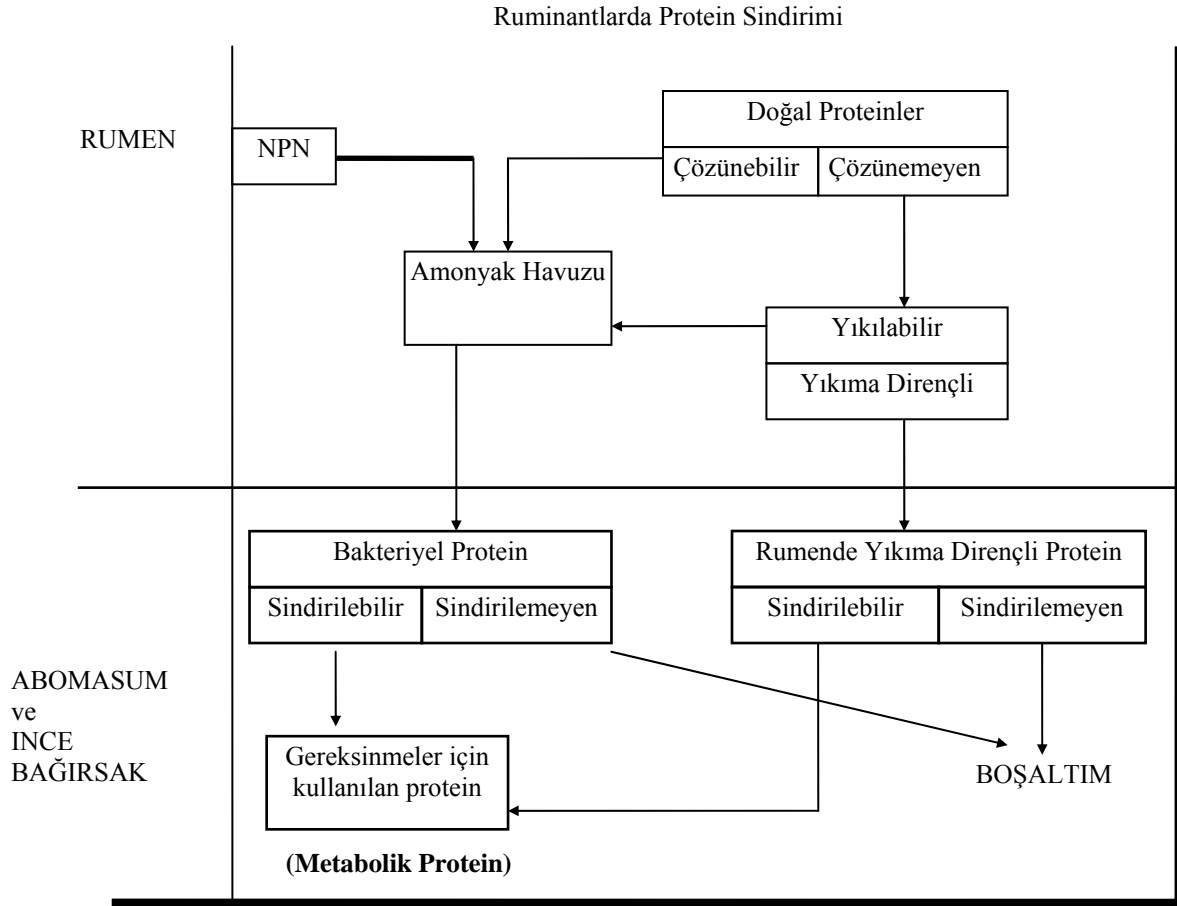 Ruminantlarda Protein Sindirimi
RUMEN
NPN
Doğal Proteinler
Çözünebilir
Çözünemeyen
Amonyak Havuzu
Yıkılabilir
Yıkıma Dirençli
Bakteriyel Protein
Sindirilebilir
Sindirilemeyen
Rumende Yıkıma Dirençli Protein
Sindirilebilir
Sindirilemeyen
ABOMASUM
ve
INCE
BAĞIRSAK
Gereksinmeler için
kullanılan protein
BOŞALTIM
(Metabolik Protein)